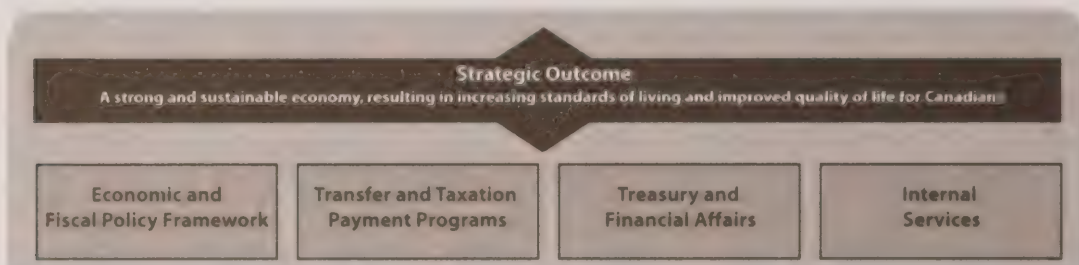 Strategic Outcome
A strong and sustainable economy, resulting in increasing standards of living and improved quality of life for Canadians
Economic and
Fiscal Policy Framework
Transfer and Taxation
Payment Programs
Treasury and
Financial Affairs
Internal
Services